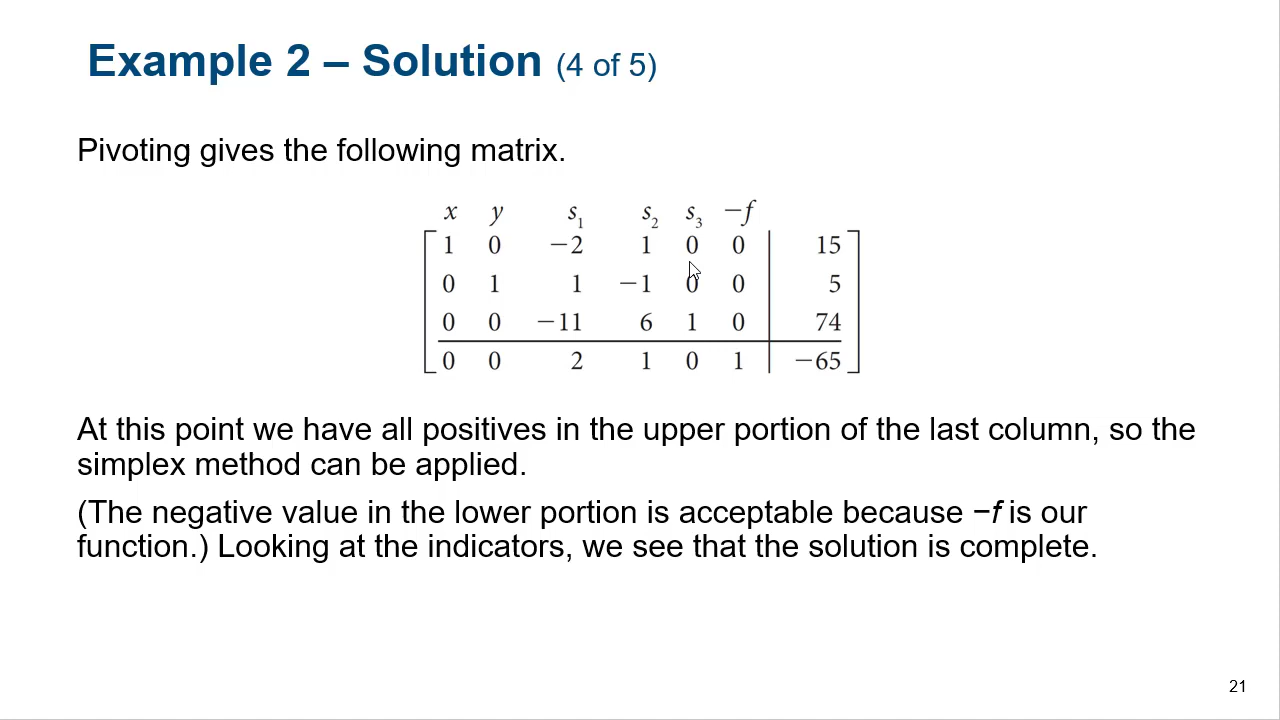 Example 2 – Solution (4 of 5)
Pivoting gives the following matrix.
x y s₁ s₂ s₃ −f
1 0 −2 1 0 0 15
0 1 1 −1 0 0 5
0 0 −11 6 1 0 74
0 0 2 1 0 1 −65
At this point we have all positives in the upper portion of the last column, so the
simplex method can be applied.
(The negative value in the lower portion is acceptable because −f is our
function.) Looking at the indicators, we see that the solution is complete.
21